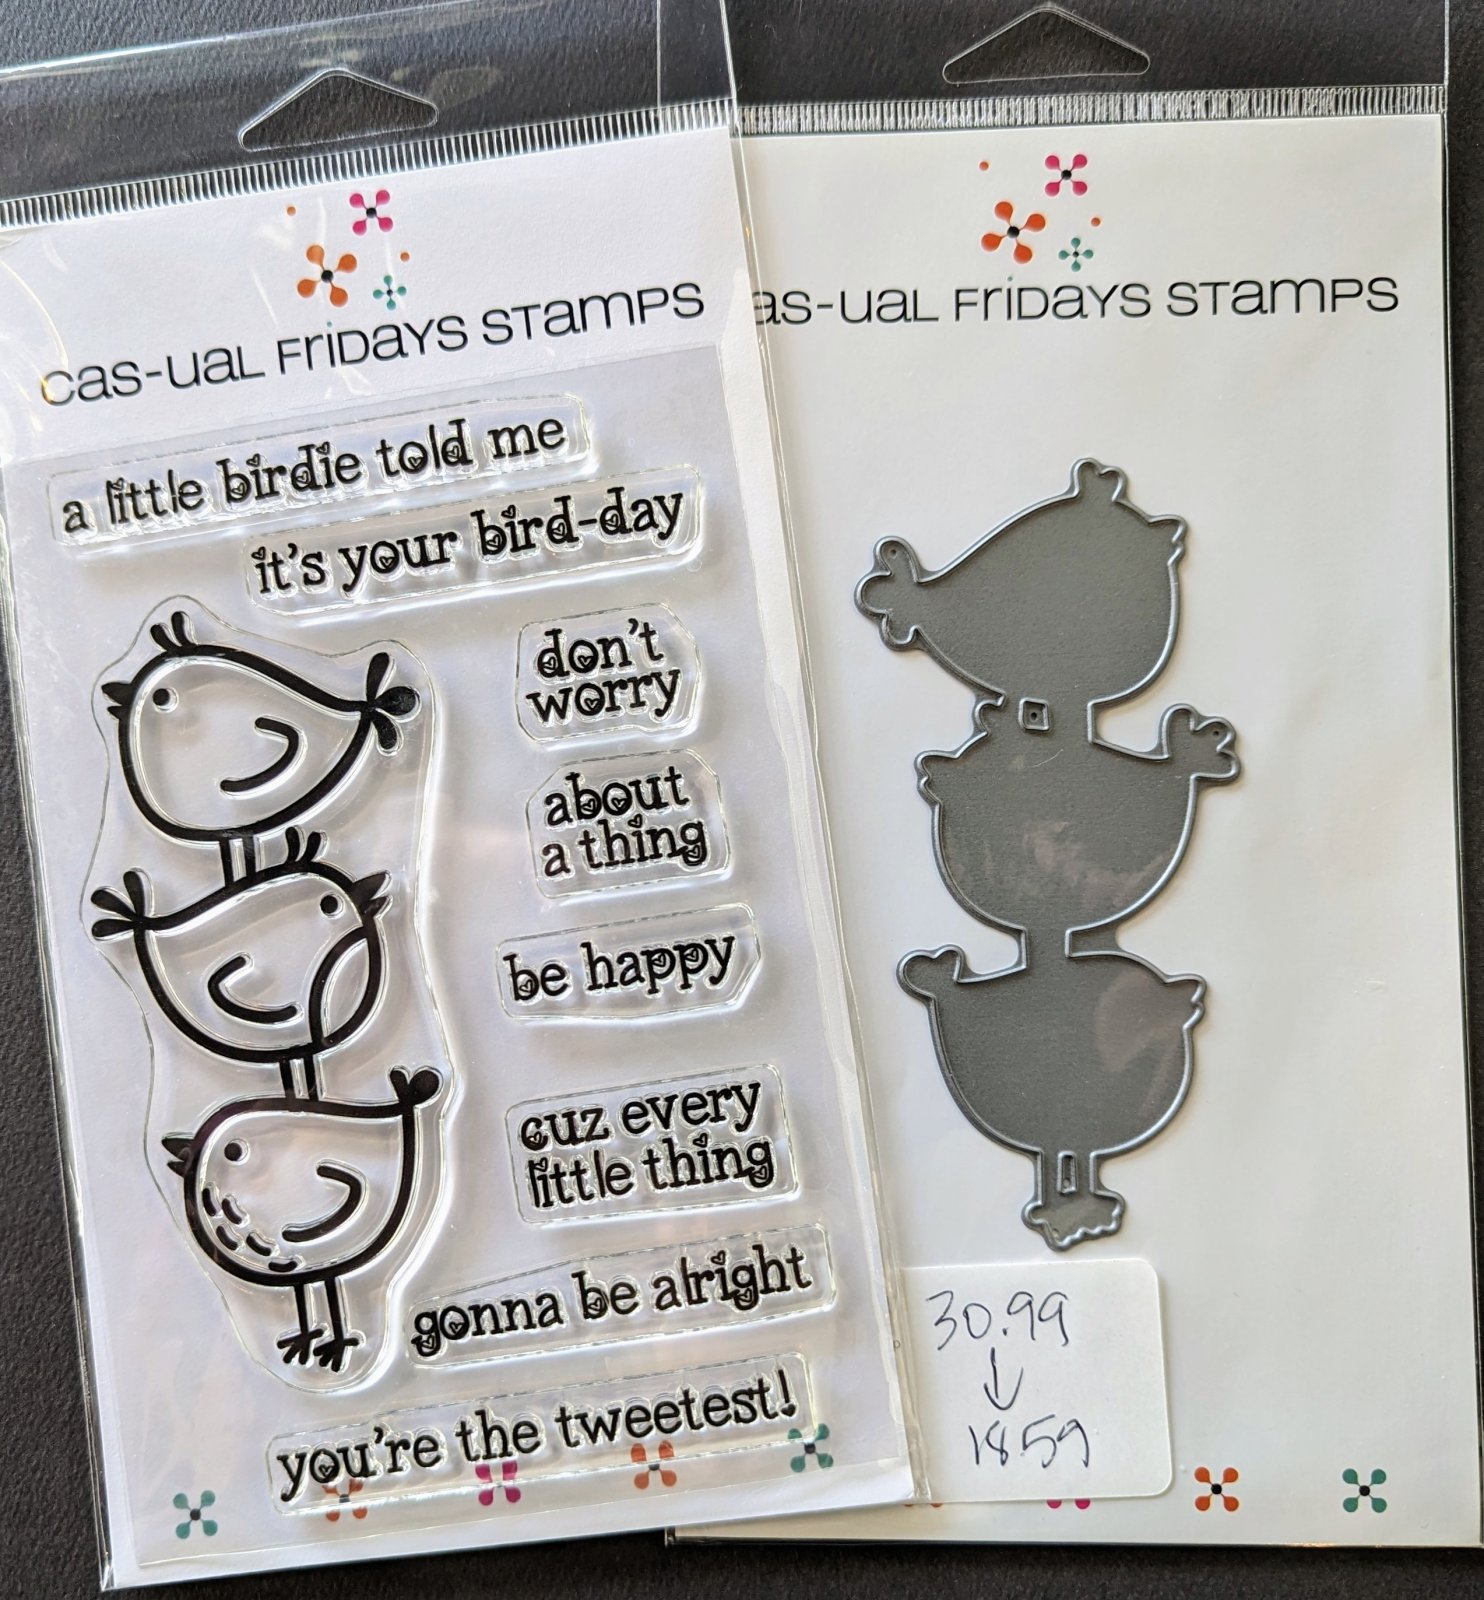 cas-ual Fridays stamps
a little birdie told me
it's your bird-day
don't
worry
about
a thing
be happy
cuz every
little thing
gonna be alright
you're the tweetest!
as-ual Fridays stamps
30.99
18.59